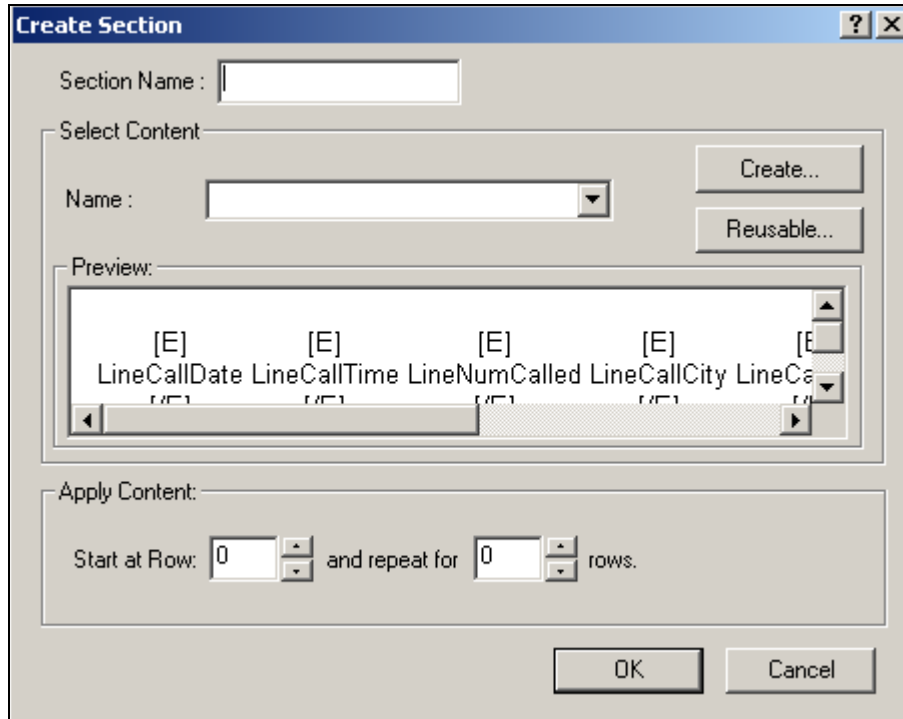 Create Section
Section Name :
Select Content
Create...
Name :
Reusable...
Preview:
[E] [E] [E] [E]
LineCallDate LineCallTime LineNumCalled LineCallCity
[/E] [/E] [/E] [/E]
Apply Content:
Start at Row: 0 and repeat for 0 rows.
OK Cancel